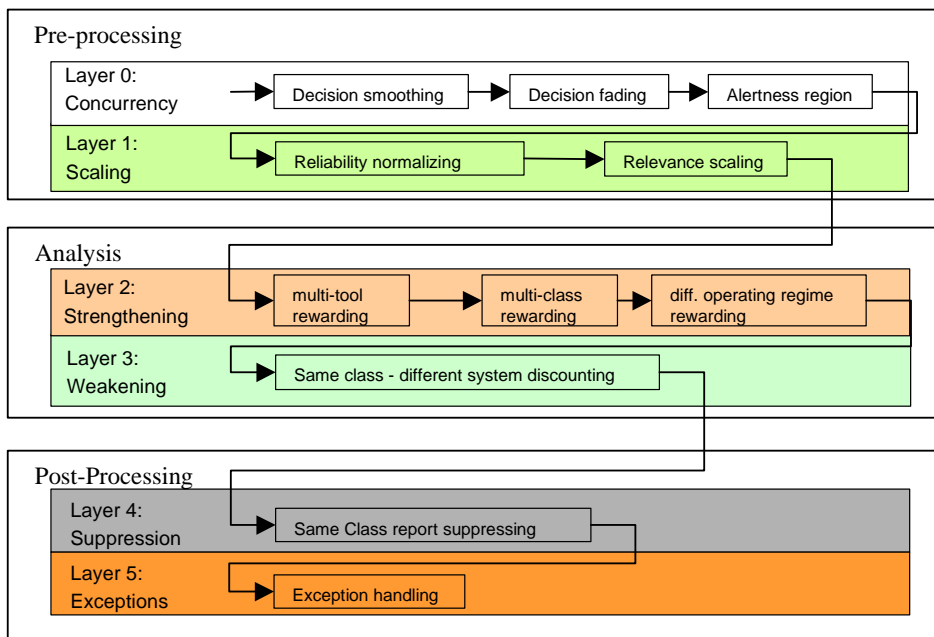 Pre-processing
Layer 0:
Concurrency
Decision smoothing
Decision fading
Alertness region
Layer 1:
Scaling
Reliability normalizing
Relevance scaling
Analysis
Layer 2:
Strengthening
multi-tool
rewarding
multi-class
rewarding
diff. operating regime
rewarding
Layer 3:
Weakening
Same class - different system discounting
Post-Processing
Layer 4:
Suppression
Same Class report suppressing
Layer 5:
Exceptions
Exception handling